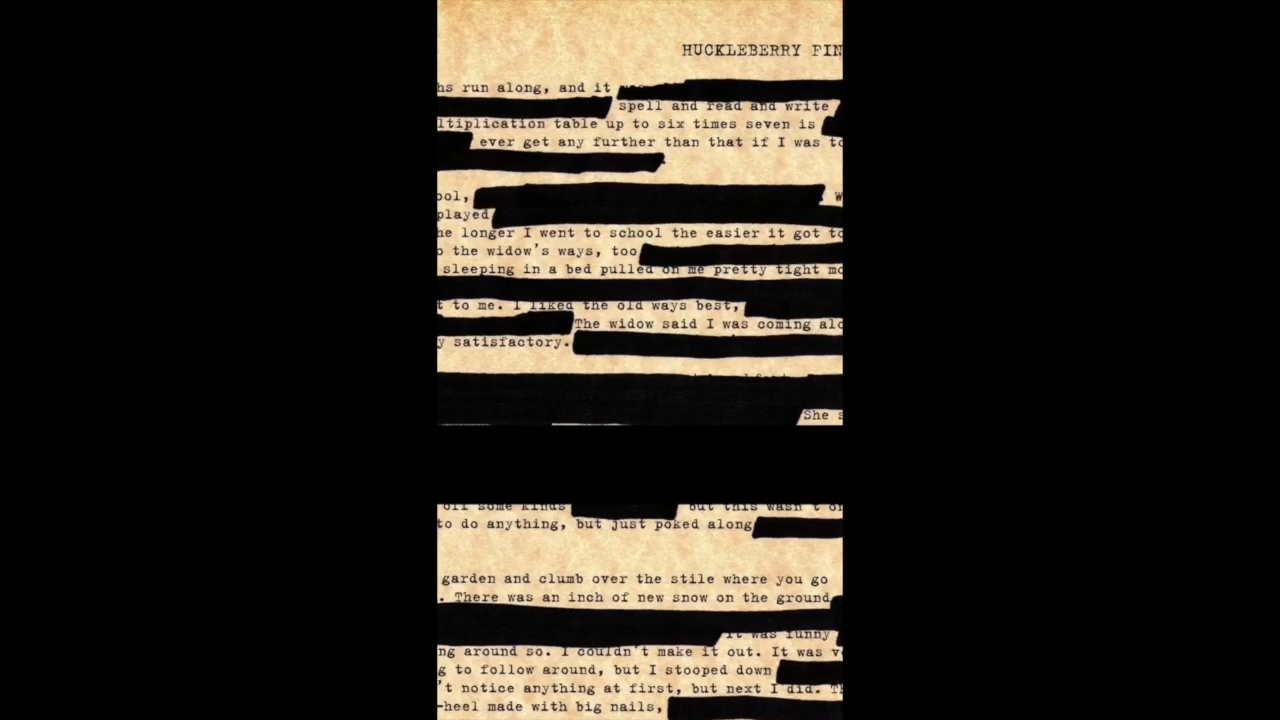 HUCKLEBERRY FIN
hs run along, and it
spell and read and write
ltiplication table up to six times seven is
ever get any further than that if I was to
ool,
played
he longer I went to school the easier it got to
o the widow's ways, too
sleeping in a bed pulled on me pretty tight mo
t to me. I liked the old ways best,
The widow said I was coming alo
y satisfactory.
She s
off some kinds but this wasn't on
to do anything, but just poked along
garden and clumb over the stile where you go
. There was an inch of new snow on the ground
It was funny
ng around so. I couldn't make it out. It was v
g to follow around, but I stooped down
't notice anything at first, but next I did. Th
-heel made with big nails,